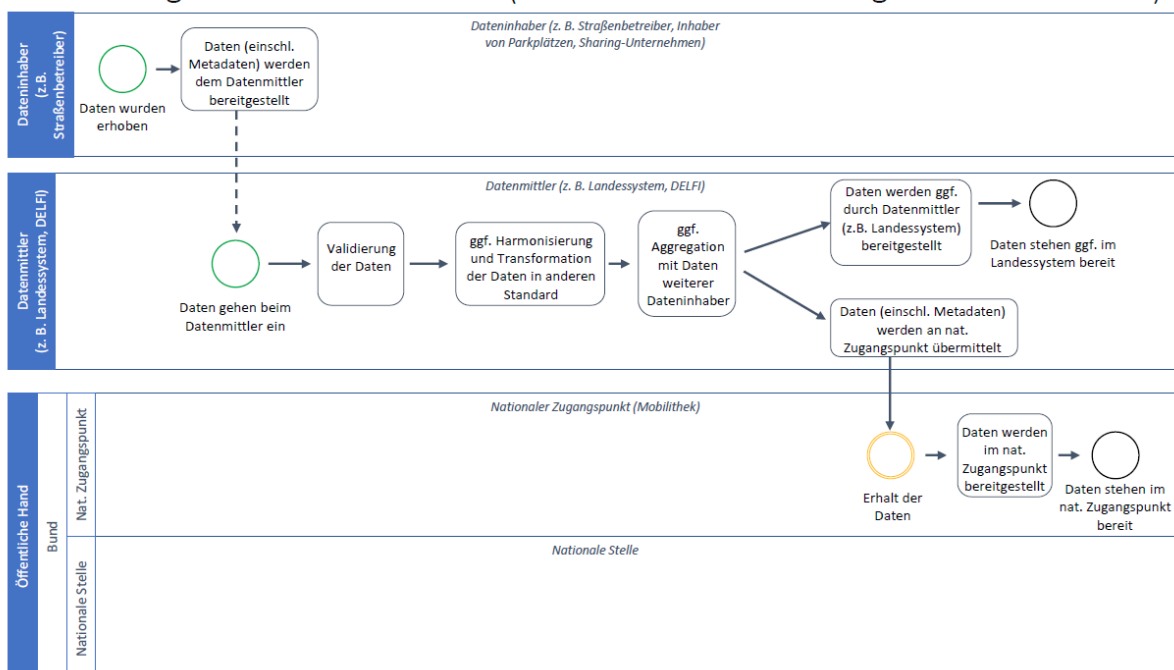 Dateninhaber
(z.B.
Straßenbetreiber)
Dateninhaber (z. B. Straßenbetreiber, Inhaber
von Parkplätzen, Sharing-Unternehmen)
Daten wurden
erhoben
Daten (einschl.
Metadaten) werden
dem Datenmittler
bereitgestellt
Datenmittler
(z. B. Landessystem, DELFI)
Datenmittler (z. B. Landessystem, DELFI)
Daten gehen beim
Datenmittler ein
Validierung
der Daten
ggf. Harmonisierung
und Transformation
der Daten in anderen
Standard
ggf.
Aggregation
mit Daten
weiterer
Dateninhaber
Daten werden ggf.
durch Datenmittler
(z.B. Landessystem)
bereitgestellt
Daten stehen ggf. im
Landessystem bereit
Daten (einschl. Metadaten)
werden an nat.
Zugangspunkt übermittelt
Öffentliche Hand
Bund
Nat. Zugangspunkt
Nationaler Zugangspunkt (Mobilithek)
Erhalt der
Daten
Daten werden
im nat.
Zugangspunkt
bereitgestellt
Daten stehen im
nat. Zugangspunkt
bereit
Nationale Stelle
Nationale Stelle